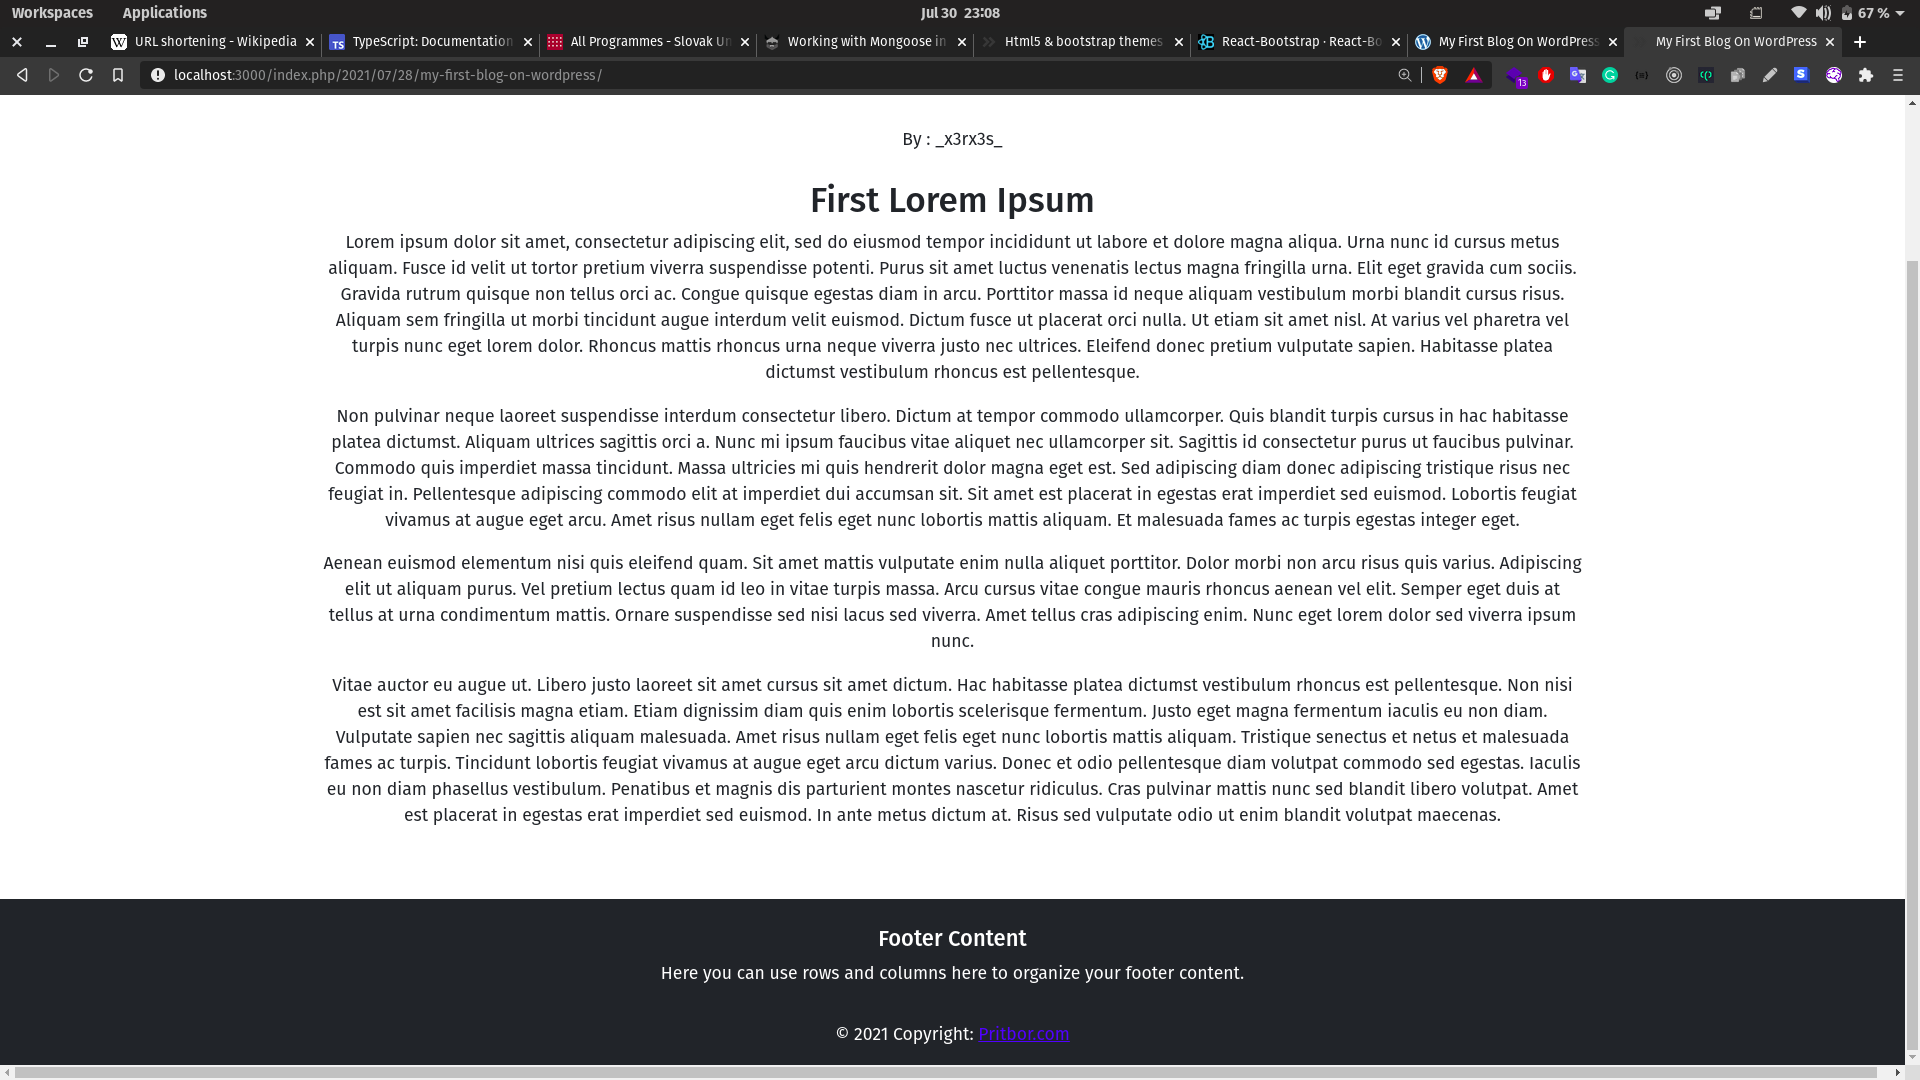 Workspaces Applications Jul 30 23:08 67 %
URL shortening - Wikipedia TypeScript: Documentation All Programmes - Slovak Un Working with Mongoose in Html5 & bootstrap themes React-Bootstrap · React-Bo My First Blog On WordPress My First Blog On WordPress
localhost:3000/index.php/2021/07/28/my-first-blog-on-wordpress/ 13
By : _x3rx3s_
First Lorem Ipsum
Lorem ipsum dolor sit amet, consectetur adipiscing elit, sed do eiusmod tempor incididunt ut labore et dolore magna aliqua. Urna nunc id cursus metus
aliquam. Fusce id velit ut tortor pretium viverra suspendisse potenti. Purus sit amet luctus venenatis lectus magna fringilla urna. Elit eget gravida cum sociis.
Gravida rutrum quisque non tellus orci ac. Congue quisque egestas diam in arcu. Porttitor massa id neque aliquam vestibulum morbi blandit cursus risus.
Aliquam sem fringilla ut morbi tincidunt augue interdum velit euismod. Dictum fusce ut placerat orci nulla. Ut etiam sit amet nisl. At varius vel pharetra vel
turpis nunc eget lorem dolor. Rhoncus mattis rhoncus urna neque viverra justo nec ultrices. Eleifend donec pretium vulputate sapien. Habitasse platea
dictumst vestibulum rhoncus est pellentesque.
Non pulvinar neque laoreet suspendisse interdum consectetur libero. Dictum at tempor commodo ullamcorper. Quis blandit turpis cursus in hac habitasse
platea dictumst. Aliquam ultrices sagittis orci a. Nunc mi ipsum faucibus vitae aliquet nec ullamcorper sit. Sagittis id consectetur purus ut faucibus pulvinar.
Commodo quis imperdiet massa tincidunt. Massa ultricies mi quis hendrerit dolor magna eget est. Sed adipiscing diam donec adipiscing tristique risus nec
feugiat in. Pellentesque adipiscing commodo elit at imperdiet dui accumsan sit. Sit amet est placerat in egestas erat imperdiet sed euismod. Lobortis feugiat
vivamus at augue eget arcu. Amet risus nullam eget felis eget nunc lobortis mattis aliquam. Et malesuada fames ac turpis egestas integer eget.
Aenean euismod elementum nisi quis eleifend quam. Sit amet mattis vulputate enim nulla aliquet porttitor. Dolor morbi non arcu risus quis varius. Adipiscing
elit ut aliquam purus. Vel pretium lectus quam id leo in vitae turpis massa. Arcu cursus vitae congue mauris rhoncus aenean vel elit. Semper eget duis at
tellus at urna condimentum mattis. Ornare suspendisse sed nisi lacus sed viverra. Amet tellus cras adipiscing enim. Nunc eget lorem dolor sed viverra ipsum
nunc.
Vitae auctor eu augue ut. Libero justo laoreet sit amet cursus sit amet dictum. Hac habitasse platea dictumst vestibulum rhoncus est pellentesque. Non nisi
est sit amet facilisis magna etiam. Etiam dignissim diam quis enim lobortis scelerisque fermentum. Justo eget magna fermentum iaculis eu non diam.
Vulputate sapien nec sagittis aliquam malesuada. Amet risus nullam eget felis eget nunc lobortis mattis aliquam. Tristique senectus et netus et malesuada
fames ac turpis. Tincidunt lobortis feugiat vivamus at augue eget arcu dictum varius. Donec et odio pellentesque diam volutpat commodo sed egestas. Iaculis
eu non diam phasellus vestibulum. Penatibus et magnis dis parturient montes nascetur ridiculus. Cras pulvinar mattis nunc sed blandit libero volutpat. Amet
est placerat in egestas erat imperdiet sed euismod. In ante metus dictum at. Risus sed vulputate odio ut enim blandit volutpat maecenas.
Footer Content
Here you can use rows and columns here to organize your footer content.
© 2021 Copyright: Pritbor.com